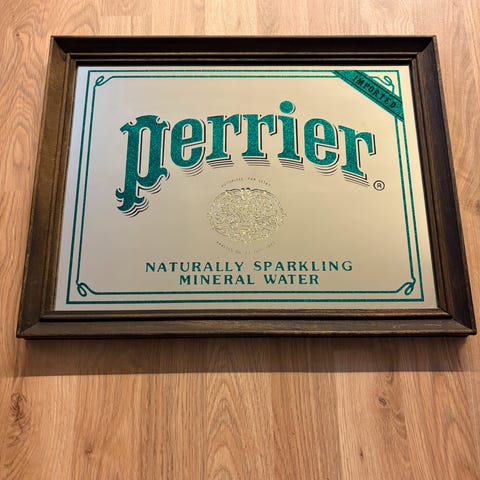 IMPORTED
perrier
®
NATURALLY SPARKLING
MINERAL WATER